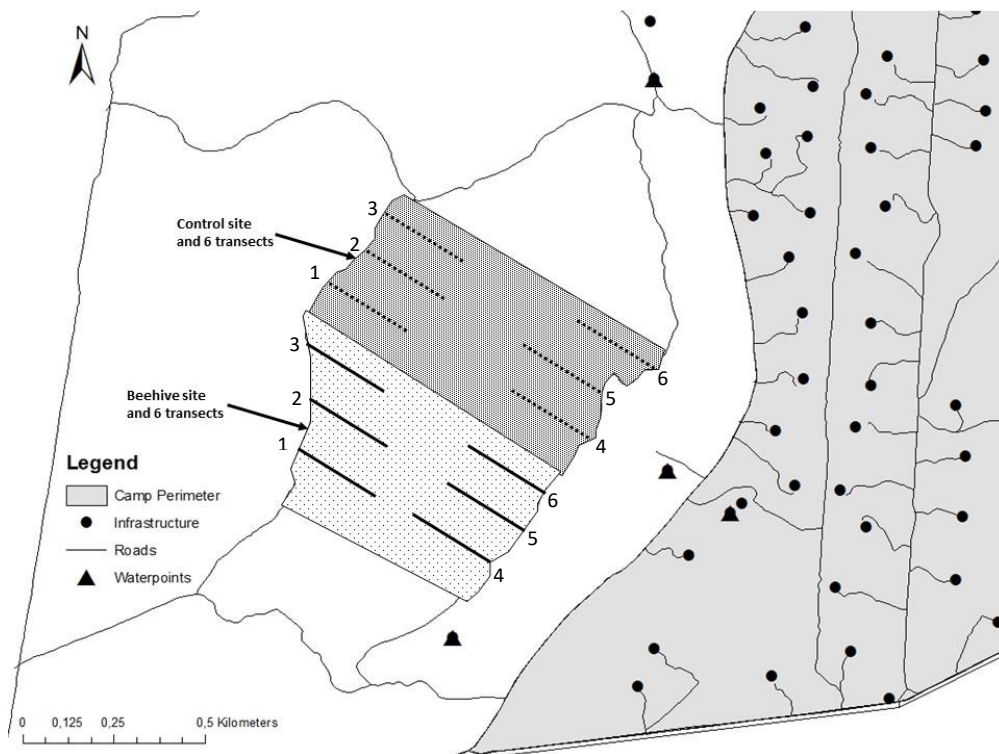 N
Control site
and 6 transects
3
2
1
3
2
1
6
5
4
6
5
4
Beehive site
and 6 transects
Legend
Camp Perimeter
Infrastructure
Roads
Waterpoints
0 0,125 0,25 0,5 Kilometers